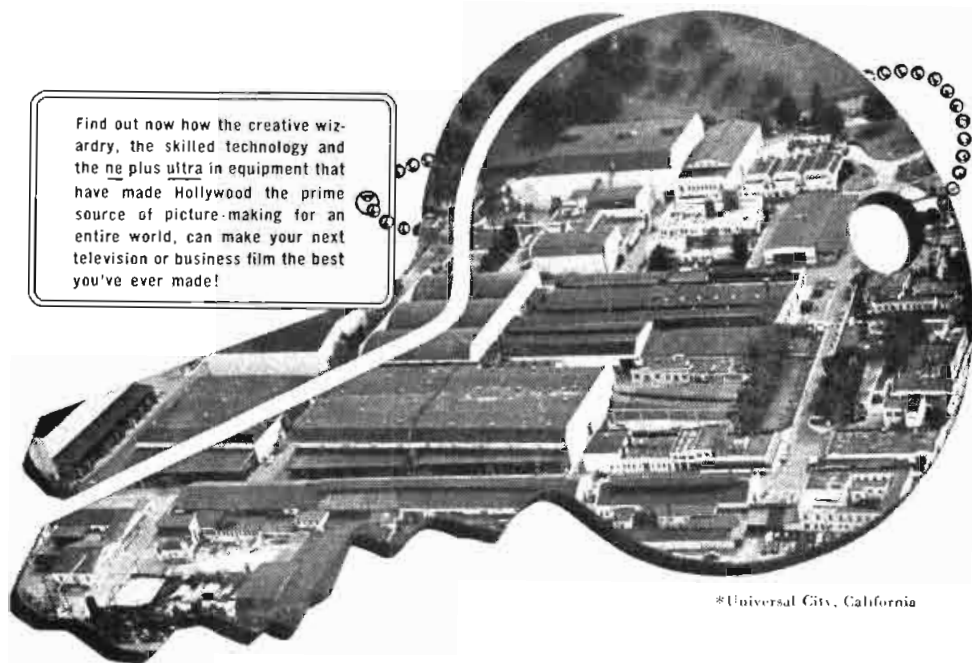 Find out now how the creative wiz-
ardry, the skilled technology and
the ne plus ultra in equipment that
have made Hollywood the prime
source of picture-making for an
entire world, can make your next
television or business film the best
you've ever made!
*Universal City, California